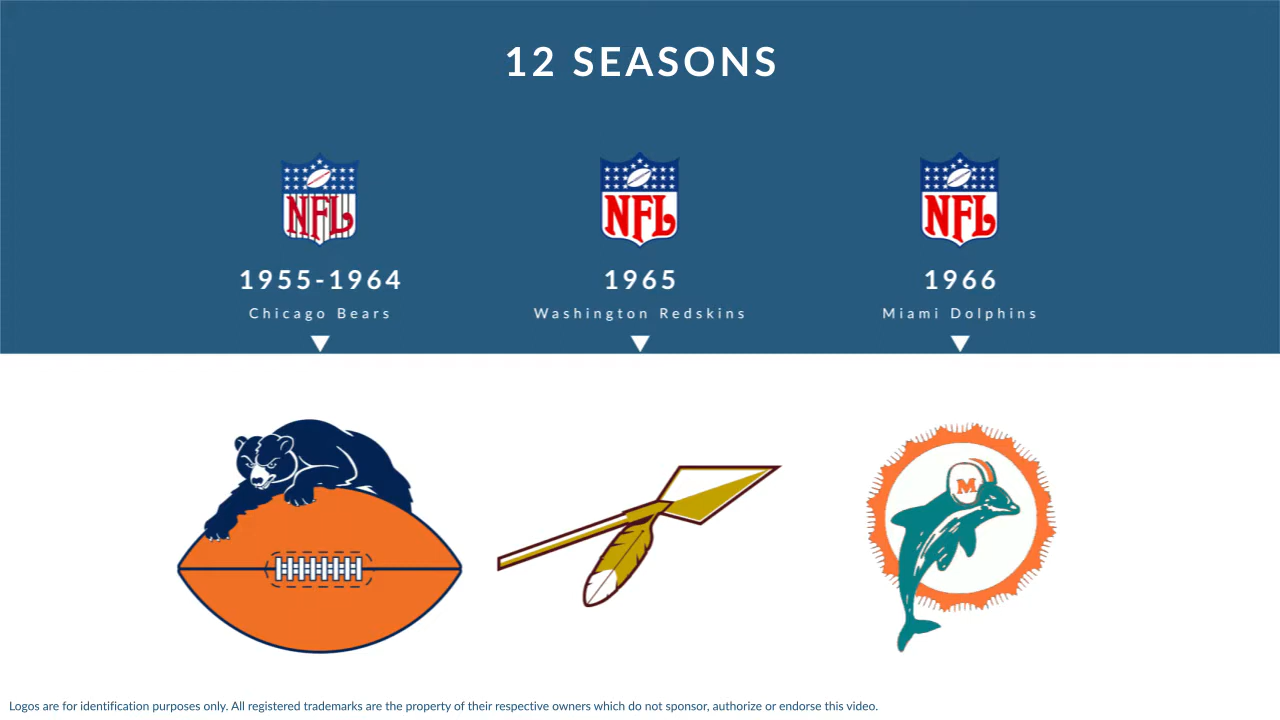 12 SEASONS
NFL NFL NFL
1955-1964 1965 1966
Chicago Bears Washington Redskins Miami Dolphins
M
Logos are for identification purposes only. All registered trademarks are the property of their respective owners which do not sponsor, authorize or endorse this video.